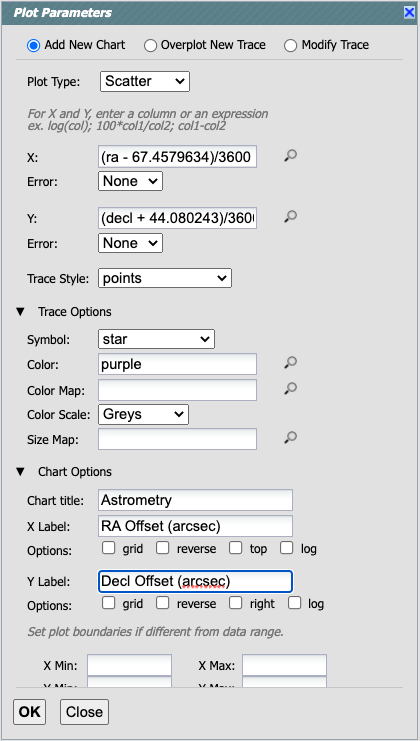 Plot Parameters
Add New Chart Overplot New Trace Modify Trace
Plot Type: Scatter
For X and Y, enter a column or an expression
ex. log(col); 100*col1/col2; col1-col2
X: (ra - 67.4579634)/3600
Error: None
Y: (decl + 44.080243)/360
Error: None
Trace Style: points
Trace Options
Symbol: star
Color: purple
Color Map:
Color Scale: Greys
Size Map:
Chart Options
Chart title: Astrometry
X Label: RA Offset (arcsec)
Options: grid reverse top log
Y Label: Decl Offset (arcsec)
Options: grid reverse right log
Set plot boundaries if different from data range.
X Min: X Max:
Y Min: Y Max:
OK Close